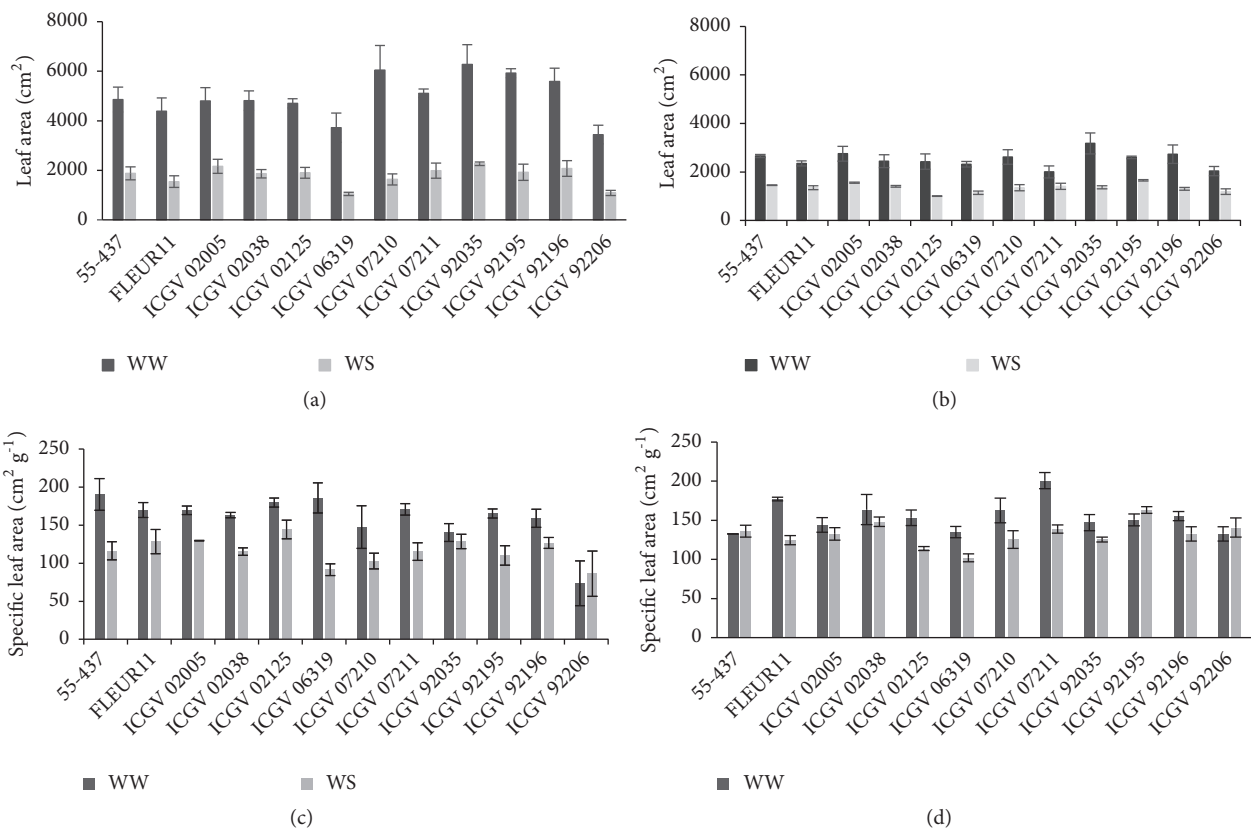 8000
6000
4000
2000
0
Leaf area (cm²)
55-437
FLEUR11
ICGV 02005
ICGV 02038
ICGV 02125
ICGV 06319
ICGV 07210
ICGV 07211
ICGV 92035
ICGV 92195
ICGV 92196
ICGV 92206
WW
WS
(a)
8000
6000
4000
2000
0
Leaf area (cm²)
55-437
FLEUR11
ICGV 02005
ICGV 02038
ICGV 02125
ICGV 06319
ICGV 07210
ICGV 07211
ICGV 92035
ICGV 92195
ICGV 92196
ICGV 92206
WW
WS
(b)
250
200
150
100
50
0
Specific leaf area (cm² g⁻¹)
55-437
FLEUR11
ICGV 02005
ICGV 02038
ICGV 02125
ICGV 06319
ICGV 07210
ICGV 07211
ICGV 92035
ICGV 92195
ICGV 92196
ICGV 92206
WW
WS
(c)
250
200
150
100
50
0
Specific leaf area (cm² g⁻¹)
55-437
FLEUR11
ICGV 02005
ICGV 02038
ICGV 02125
ICGV 06319
ICGV 07210
ICGV 07211
ICGV 92035
ICGV 92195
ICGV 92196
ICGV 92206
WW
(d)